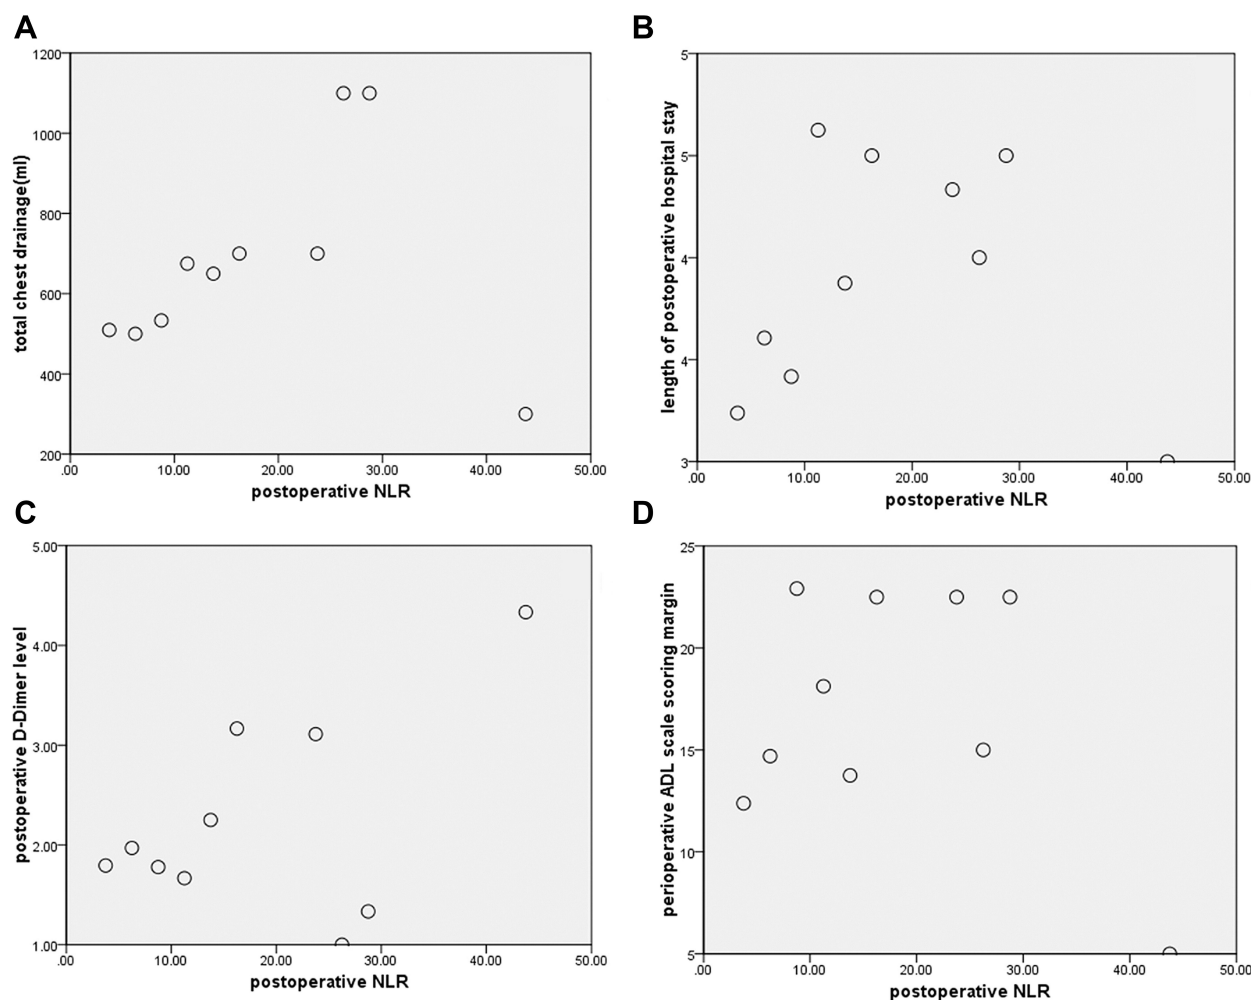 A
total chest drainage(ml)
1200
1000
800
600
400
200
.00 10.00 20.00 30.00 40.00 50.00
postoperative NLR
B
length of postoperative hospital stay
5
5
4
4
3
.00 10.00 20.00 30.00 40.00 50.00
postoperative NLR
C
postoperative D-Dimer level
5.00
4.00
3.00
2.00
1.00
.00 10.00 20.00 30.00 40.00 50.00
postoperative NLR
D
perioperative ADL scale scoring margin
25
20
15
10
5
.00 10.00 20.00 30.00 40.00 50.00
postoperative NLR